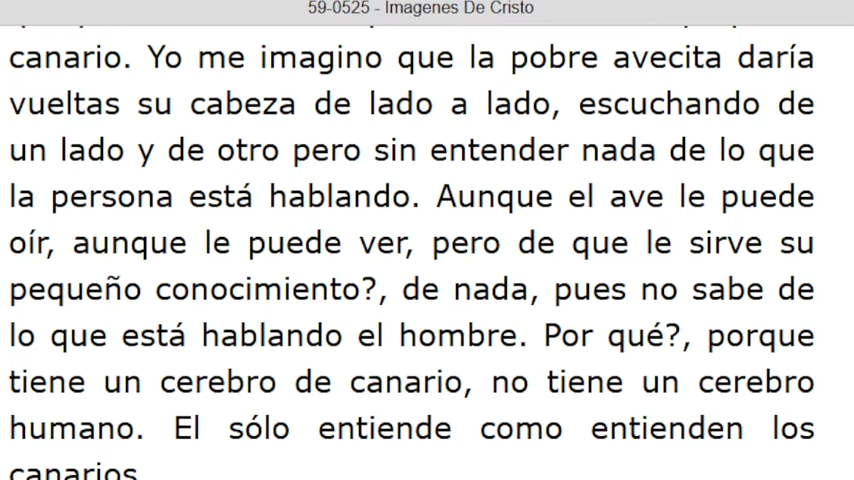 59-0525 - Imagenes De Cristo
canario. Yo me imagino que la pobre avecita daría
vueltas su cabeza de lado a lado, escuchando de
un lado y de otro pero sin entender nada de lo que
la persona está hablando. Aunque el ave le puede
oír, aunque le puede ver, pero de que le sirve su
pequeño conocimiento?, de nada, pues no sabe de
lo que está hablando el hombre. Por qué?, porque
tiene un cerebro de canario, no tiene un cerebro
humano. El sólo entiende como entienden los
canarios